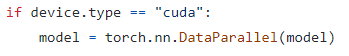 if device.type == "cuda":
    model = torch.nn.DataParallel(model)